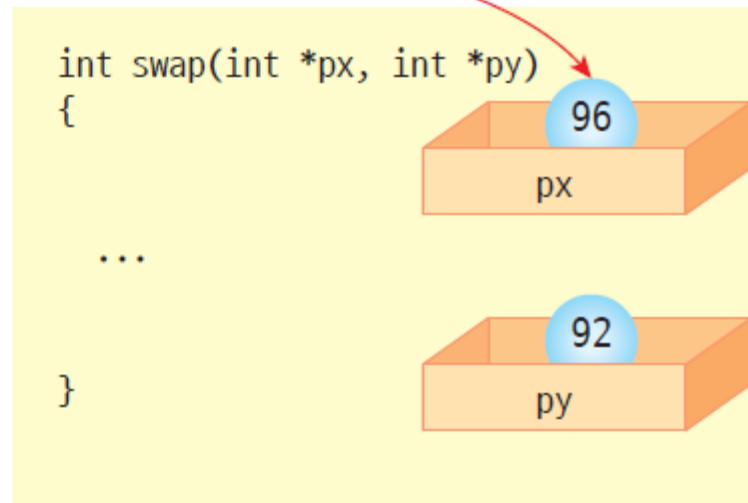 int swap(int *px, int *py)
{
96
px
...
92
}
py